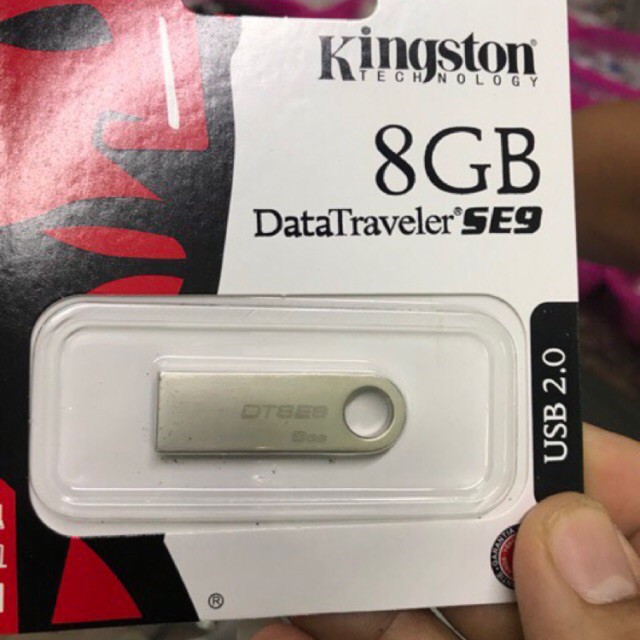 Kingston®
TECHNOLOGY
8GB
DataTraveler® SE9
DTSE9
8GB
USB 2.0
®